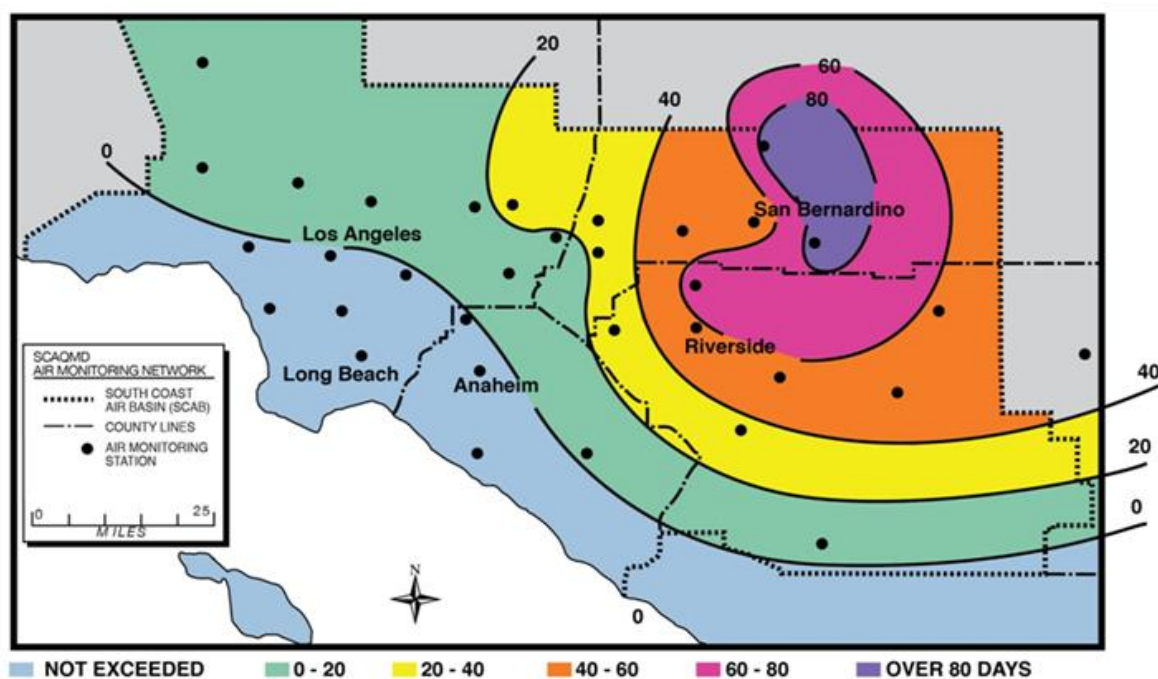 20
60
40
80
0
San Bernardino
Los Angeles
Riverside
SCAQMD
AIR MONITORING NETWORK
SOUTH COAST
AIR BASIN (SCAB)
COUNTY LINES
AIR MONITORING
STATION
0 25
MILES
Long Beach
Anaheim
40
20
0
N
0
NOT EXCEEDED 0 - 20 20 - 40 40 - 60 60 - 80 OVER 80 DAYS